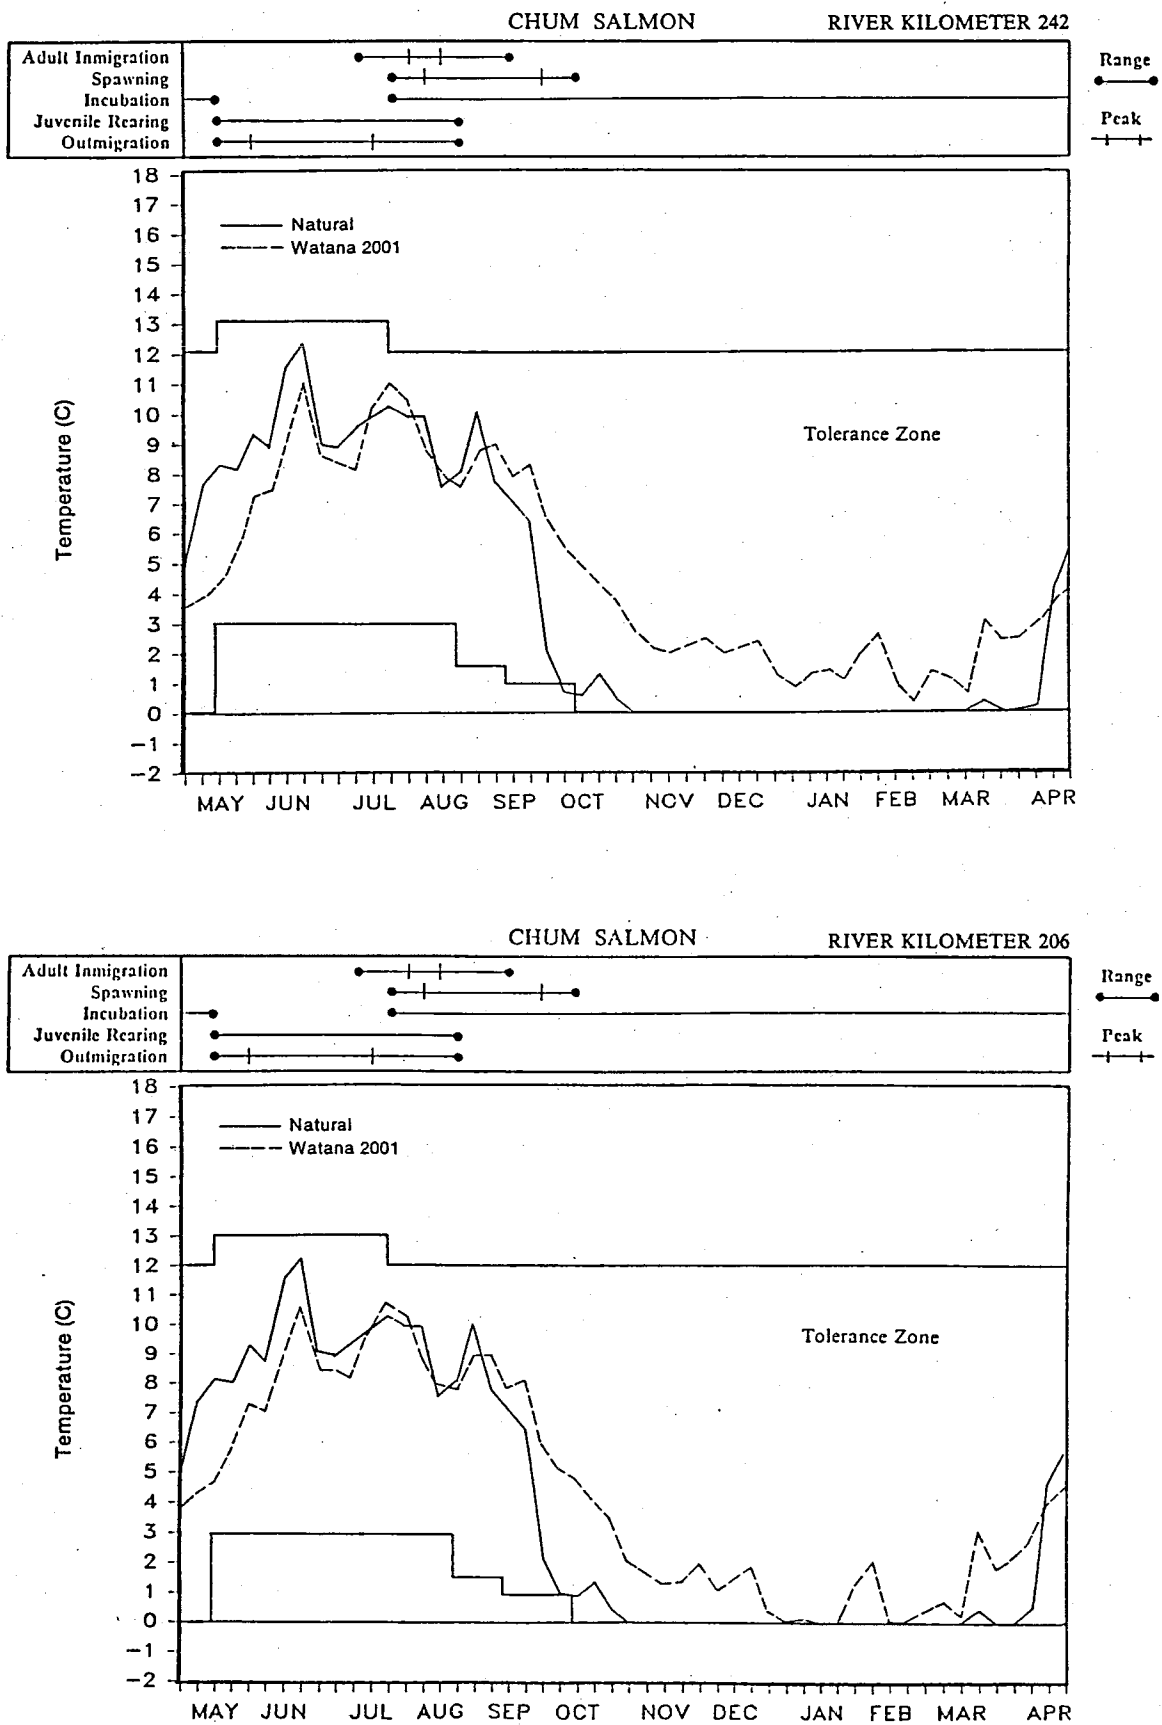 CHUM SALMON RIVER KILOMETER 242
Adult Inmigration
Spawning
Incubation
Juvenile Rearing
Outmigration
Range
Peak
18
17
16
15
14
13
12
11
10
9
8
7
6
5
4
3
2
1
0
-1
-2
Temperature (C)
Natural
Watana 2001
Tolerance Zone
MAY JUN JUL AUG SEP OCT NOV DEC JAN FEB MAR APR
CHUM SALMON RIVER KILOMETER 206
Adult Inmigration
Spawning
Incubation
Juvenile Rearing
Outmigration
Range
Peak
18
17
16
15
14
13
12
11
10
9
8
7
6
5
4
3
2
1
0
-1
-2
Temperature (C)
Natural
Watana 2001
Tolerance Zone
MAY JUN JUL AUG SEP OCT NOV DEC JAN FEB MAR APR